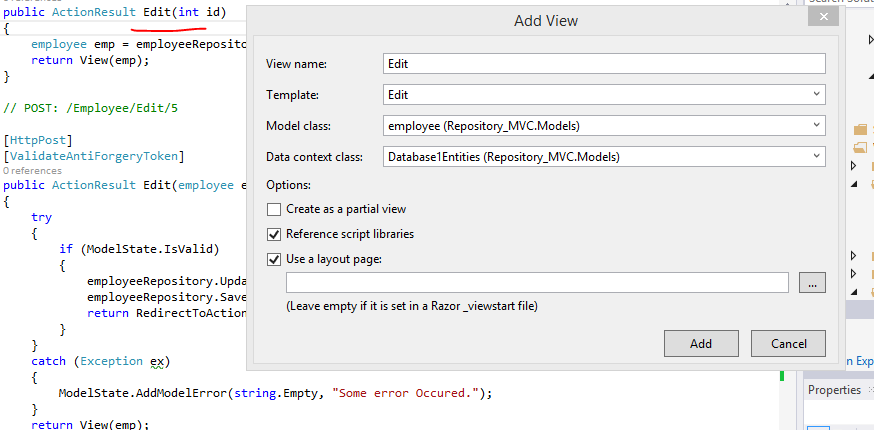 public ActionResult Edit(int id)
{
employee emp = employeeReposito
return View(emp);
}
// POST: /Employee/Edit/5
[HttpPost]
[ValidateAntiForgeryToken]
0 references
public ActionResult Edit(employee e
{
try
{
if (ModelState.IsValid)
{
employeeRepository.Upda
employeeRepository.Save
return RedirectToAction
}
}
catch (Exception ex)
{
ModelState.AddModelError(string.Empty, "Some error Occured.");
}
return View(emp);
Add View
View name:
Edit
Template:
Edit
Model class:
employee (Repository_MVC.Models)
Data context class:
Database1Entities (Repository_MVC.Models)
Options:
Create as a partial view
Reference script libraries
Use a layout page:
...
(Leave empty if it is set in a Razor _viewstart file)
Add
Cancel
n Exp
Properties